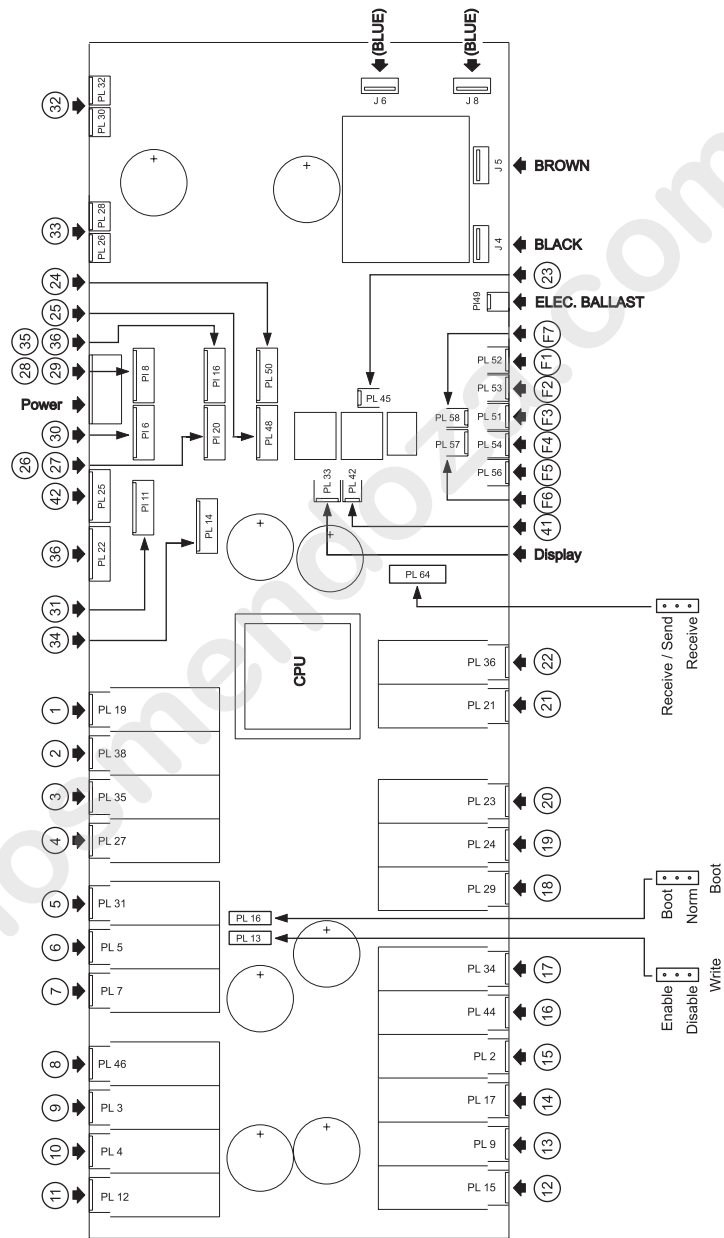 (BLUE)
(BLUE)
32
PL 32
PL 30
J 6
J 8
J 5
BROWN
33
PL 28
PL 26
J 4
BLACK
24
23
25
PI49
ELEC. BALLAST
35
36
F7
28
29
PI 8
PI 16
PL 50
PL 45
PL 52
F1
PL 53
F2
Power
PL 58
PL 51
F3
30
PI 6
PI 20
PL 48
PL 57
PL 54
F4
26
27
PL 56
F5
42
PL 25
PI 11
PL 33
PL 42
F6
41
36
PL 22
PL 14
Display
PL 64
31
34
CPU
Receive / Send
Receive
PL 36
22
1
PL 19
PL 21
21
2
PL 38
3
PL 35
PL 23
20
4
PL 27
PL 24
19
5
PL 31
PL 29
18
PL 16
Boot
Norm
Boot
6
PL 5
PL 13
7
PL 7
PL 34
17
Enable
Disable
Write
PL 44
16
8
PL 46
PL 2
15
9
PL 3
PL 17
14
10
PL 4
PL 9
13
11
PL 12
PL 15
12
osmendoza.com